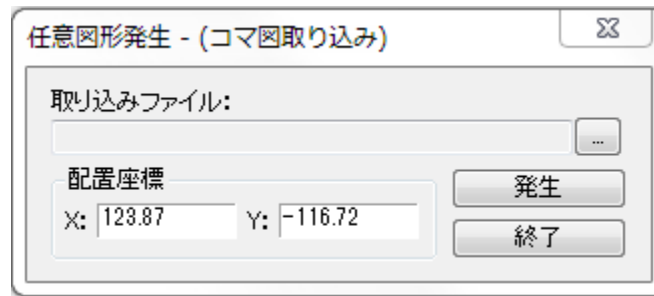 任意図形発生 - (コマ図取り込み)
取り込みファイル:
...
配置座標
X: 123.87 Y: -116.72
発生
終了